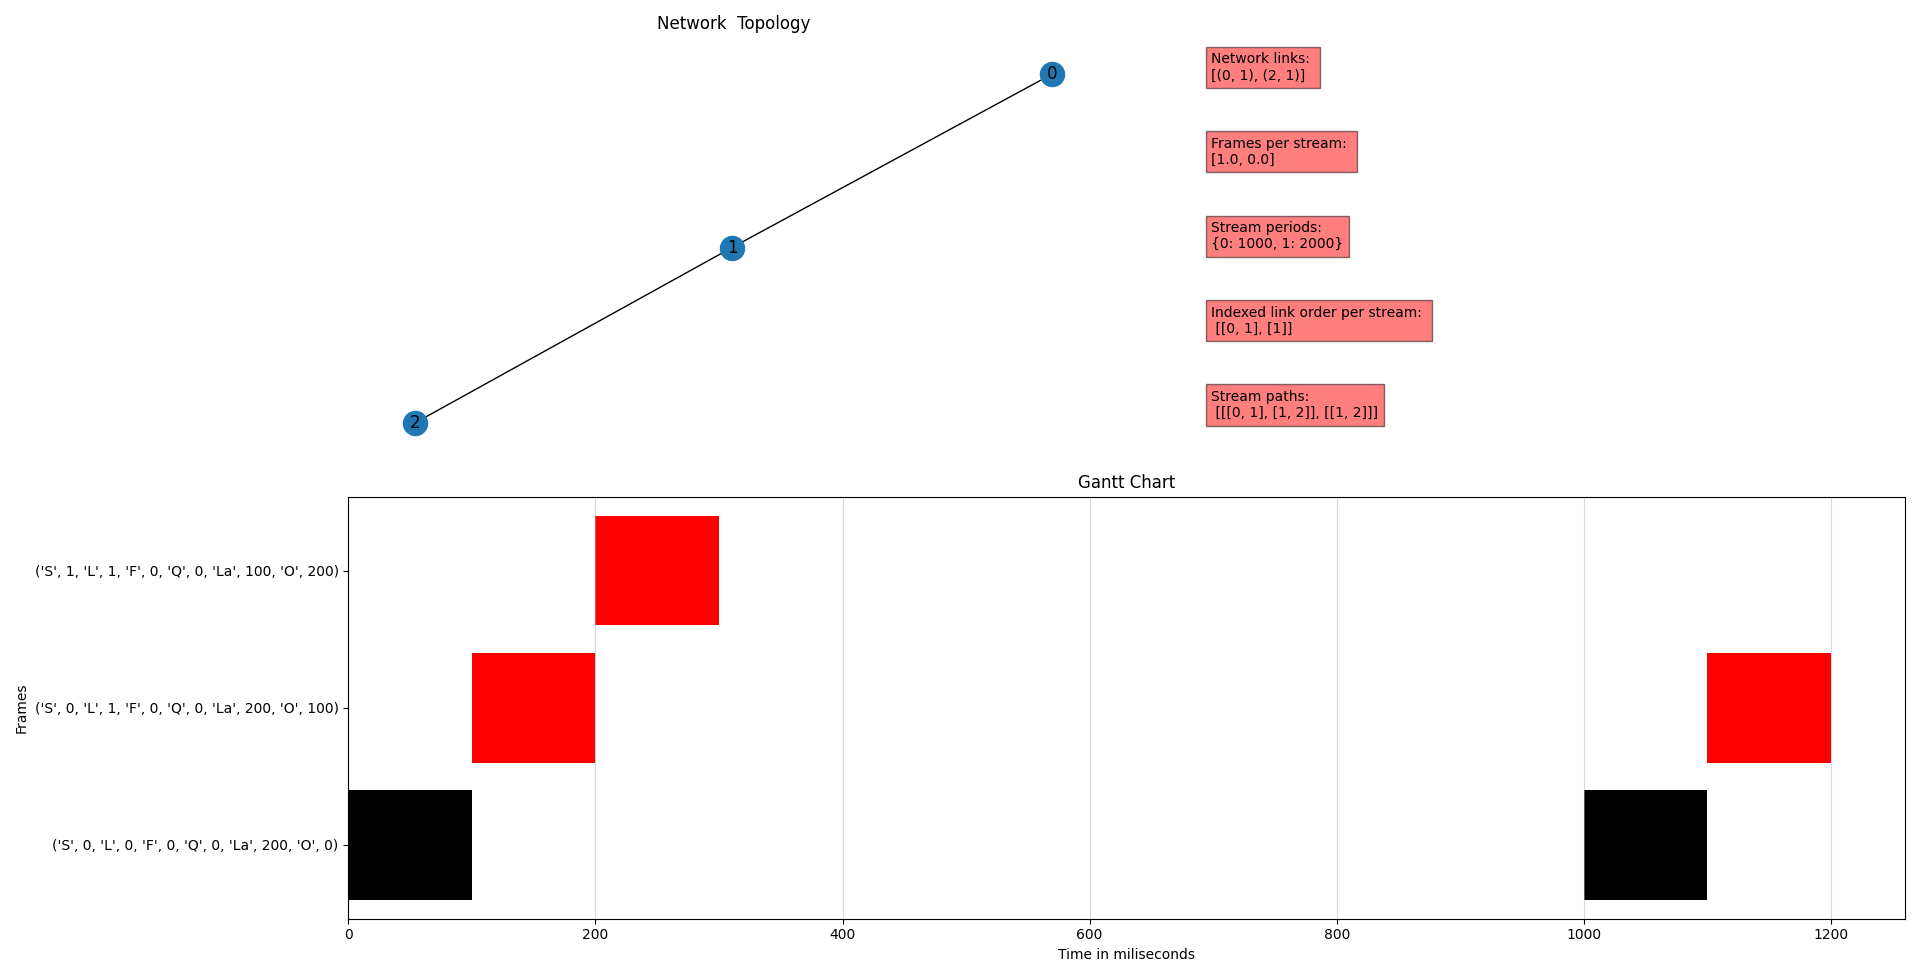 Network  Topology
0
1
2
Network links:
[(0, 1), (2, 1)]
Frames per stream:
[1.0, 0.0]
Stream periods:
{0: 1000, 1: 2000}
Indexed link order per stream:
[[0, 1], [1]]
Stream paths:
[[[0, 1], [1, 2]], [[1, 2]]]
Gantt Chart
Frames
('S', 1, 'L', 1, 'F', 0, 'Q', 0, 'La', 100, 'O', 200)
('S', 0, 'L', 1, 'F', 0, 'Q', 0, 'La', 200, 'O', 100)
('S', 0, 'L', 0, 'F', 0, 'Q', 0, 'La', 200, 'O', 0)
0 200 400 600 800 1000 1200
Time in miliseconds